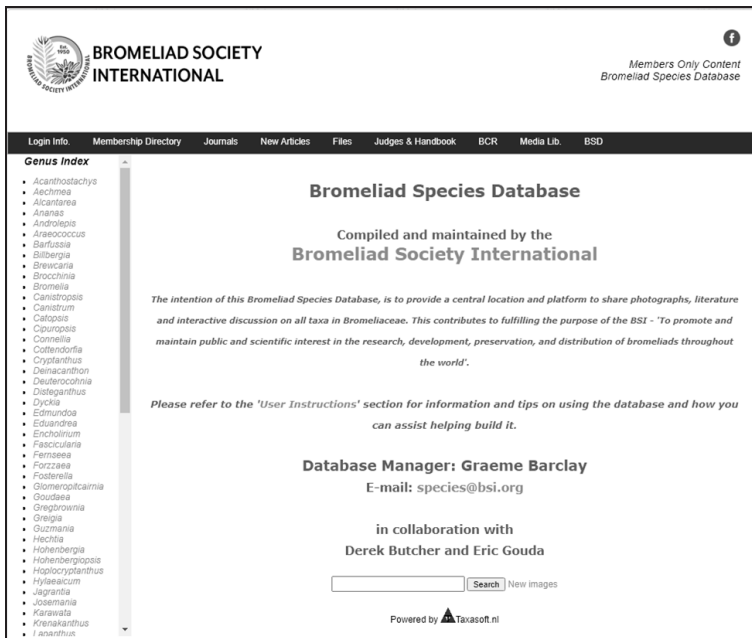 Est.
1950
BROMELIAD SOCIETY INTERNATIONAL
BROMELIAD SOCIETY
INTERNATIONAL
f
Members Only Content
Bromeliad Species Database
Login Info. Membership Directory Journals New Articles Files Judges & Handbook BCR Media Lib. BSD
Genus Index
Acanthostachys
Aechmea
Alcantarea
Ananas
Androlepis
Araeococcus
Barfussia
Billbergia
Brewcaria
Brocchinia
Bromelia
Canistropsis
Canistrum
Catopsis
Cipuropsis
Connellia
Cottendorfia
Cryptanthus
Deinacanthon
Deuterocohnia
Disteganthus
Dyckia
Edmundoa
Eduandrea
Encholirium
Fascicularia
Fernseea
Forzzaea
Fosterella
Glomeropitcairnia
Goudaea
Gregbrownia
Greigia
Guzmania
Hechtia
Hohenbergia
Hohenbergiopsis
Hoplocryptanthus
Hylaeaicum
Jagrantia
Josemania
Karawata
Krenakanthus
Lapanthus
Bromeliad Species Database
Compiled and maintained by the
Bromeliad Society International
The intention of this Bromeliad Species Database, is to provide a central location and platform to share photographs, literature
and interactive discussion on all taxa in Bromeliaceae. This contributes to fulfilling the purpose of the BSI - 'To promote and
maintain public and scientific interest in the research, development, preservation, and distribution of bromeliads throughout
the world'.
Please refer to the 'User Instructions' section for information and tips on using the database and how you
can assist helping build it.
Database Manager: Graeme Barclay
E-mail: species@bsi.org
in collaboration with
Derek Butcher and Eric Gouda
Search New images
Powered by Taxasoft.nl